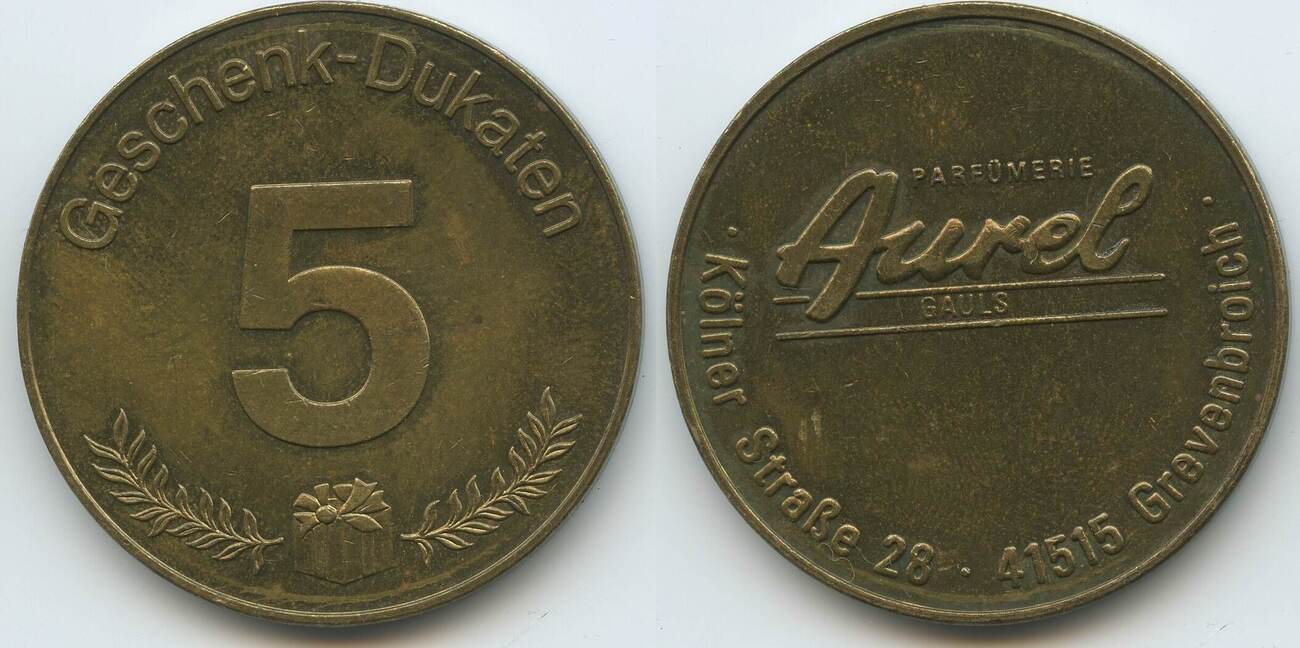 Geschenk-Dukaten
5
PARFÜMERIE
Aurel
GAULS
· Kölner Straße 28 · 41515 Grevenbroich ·